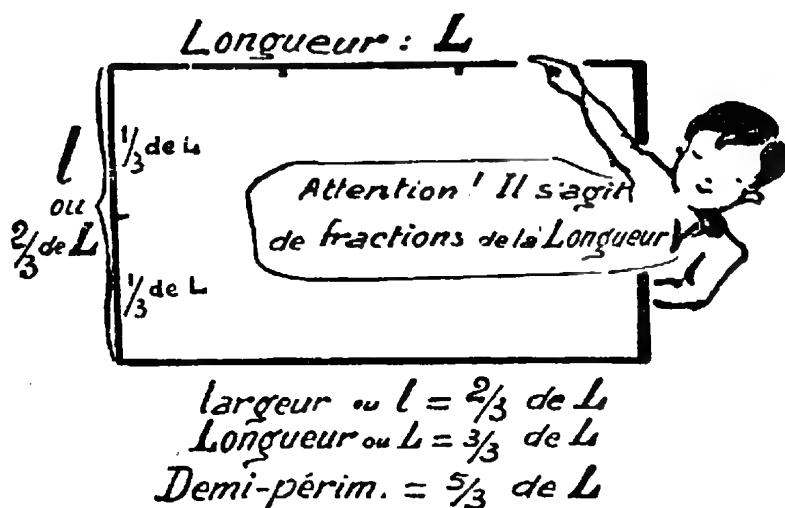 Longueur : L
1/3 de L
l
ou
2/3 de L
1/3 de L
Attention ! Il s'agit
de fractions de la Longueur
largeur ou l = 2/3 de L
Longueur ou L = 3/3 de L
Demi-périm. = 5/3 de L